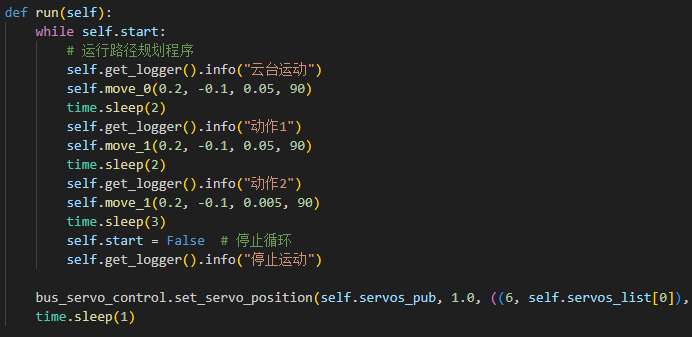 def run(self):
    while self.start:
        # 运行路径规划程序
        self.get_logger().info("云台运动")
        self.move_0(0.2, -0.1, 0.05, 90)
        time.sleep(2)
        self.get_logger().info("动作1")
        self.move_1(0.2, -0.1, 0.05, 90)
        time.sleep(2)
        self.get_logger().info("动作2")
        self.move_1(0.2, -0.1, 0.005, 90)
        time.sleep(3)
        self.start = False  # 停止循环
        self.get_logger().info("停止运动")
    bus_servo_control.set_servo_position(self.servos_pub, 1.0, ((6, self.servos_list[0]),
    time.sleep(1)